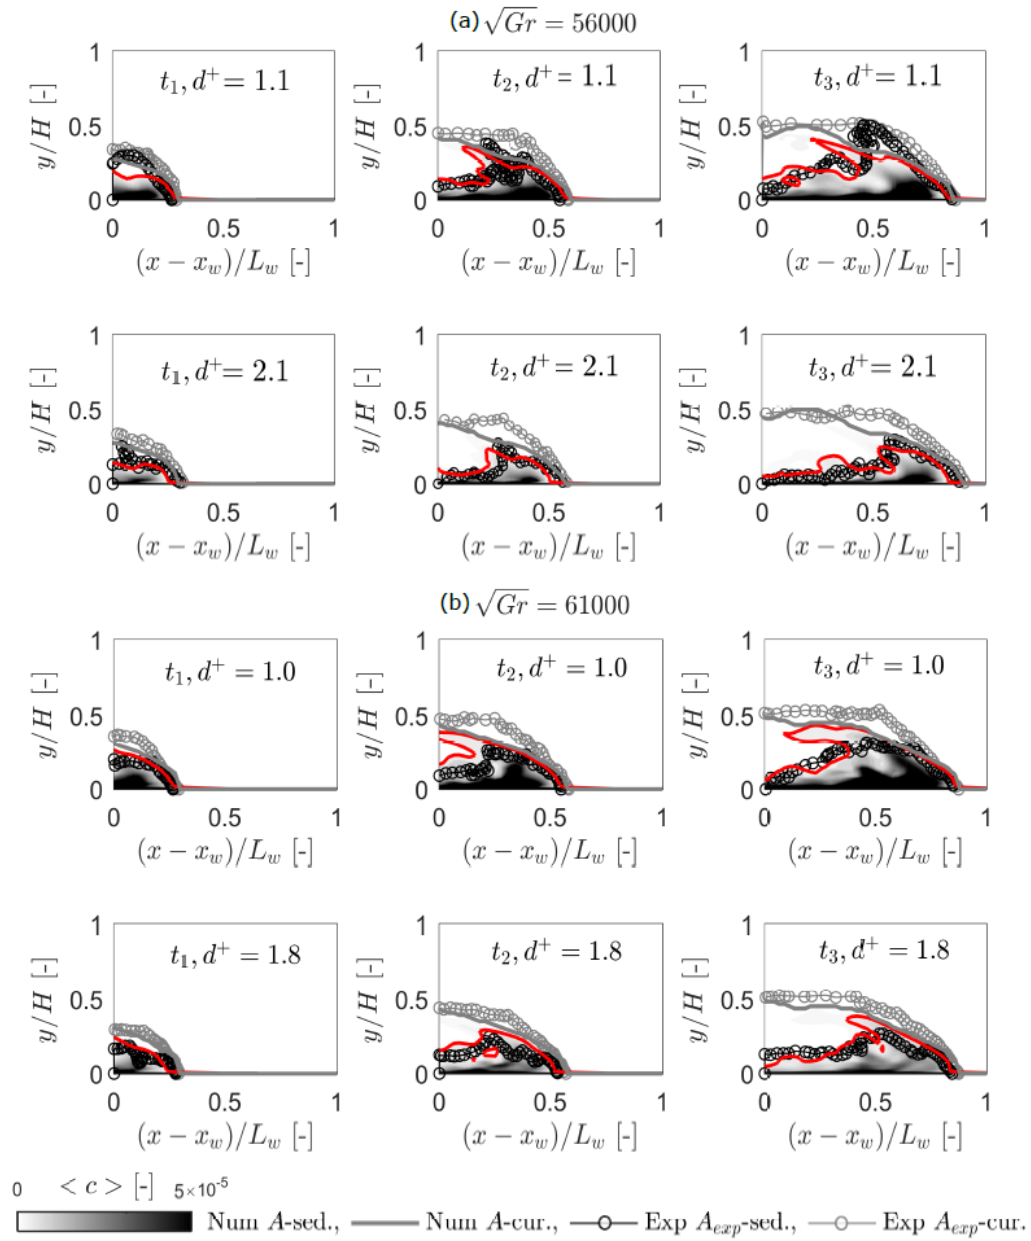 (a) √Gr = 56000
1 1 1
t₁, d⁺ = 1.1 t₂, d⁺ = 1.1 t₃, d⁺ = 1.1
y/H [-] y/H [-] y/H [-]
0.5 0.5 0.5
0 0 0
0 0.5 1 0 0.5 1 0 0.5 1
(x − x_w)/L_w [-] (x − x_w)/L_w [-] (x − x_w)/L_w [-]
1 1 1
t₁, d⁺ = 2.1 t₂, d⁺ = 2.1 t₃, d⁺ = 2.1
y/H [-] y/H [-] y/H [-]
0.5 0.5 0.5
0 0 0
0 0.5 1 0 0.5 1 0 0.5 1
(x − x_w)/L_w [-] (x − x_w)/L_w [-] (x − x_w)/L_w [-]
(b) √Gr = 61000
1 1 1
t₁, d⁺ = 1.0 t₂, d⁺ = 1.0 t₃, d⁺ = 1.0
y/H [-] y/H [-] y/H [-]
0.5 0.5 0.5
0 0 0
0 0.5 1 0 0.5 1 0 0.5 1
(x − x_w)/L_w [-] (x − x_w)/L_w [-] (x − x_w)/L_w [-]
1 1 1
t₁, d⁺ = 1.8 t₂, d⁺ = 1.8 t₃, d⁺ = 1.8
y/H [-] y/H [-] y/H [-]
0.5 0.5 0.5
0 0 0
0 0.5 1 0 0.5 1 0 0.5 1
(x − x_w)/L_w [-] (x − x_w)/L_w [-] (x − x_w)/L_w [-]
0 < c > [-] 5×10⁻⁵
Num A-sed., Num A-cur., Exp A_exp-sed., Exp A_exp-cur.